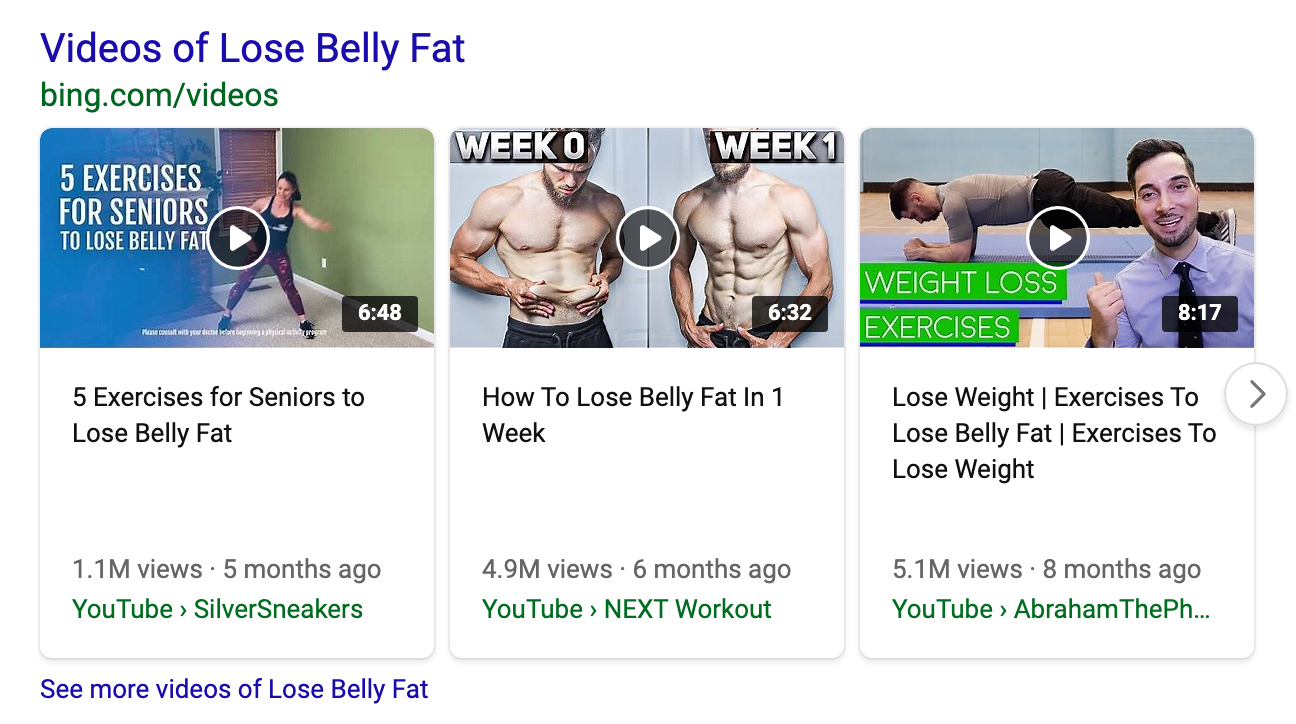 Videos of Lose Belly Fat
bing.com/videos
5 EXERCISES
FOR SENIORS
TO LOSE BELLY FAT
Please consult with your doctor before beginning a physical activity program
6:48
WEEK 0
WEEK 1
6:32
WEIGHT LOSS
EXERCISES
8:17
5 Exercises for Seniors to
Lose Belly Fat
1.1M views · 5 months ago
YouTube › SilverSneakers
How To Lose Belly Fat In 1
Week
4.9M views · 6 months ago
YouTube › NEXT Workout
Lose Weight | Exercises To
Lose Belly Fat | Exercises To
Lose Weight
5.1M views · 8 months ago
YouTube › AbrahamThePh...
See more videos of Lose Belly Fat